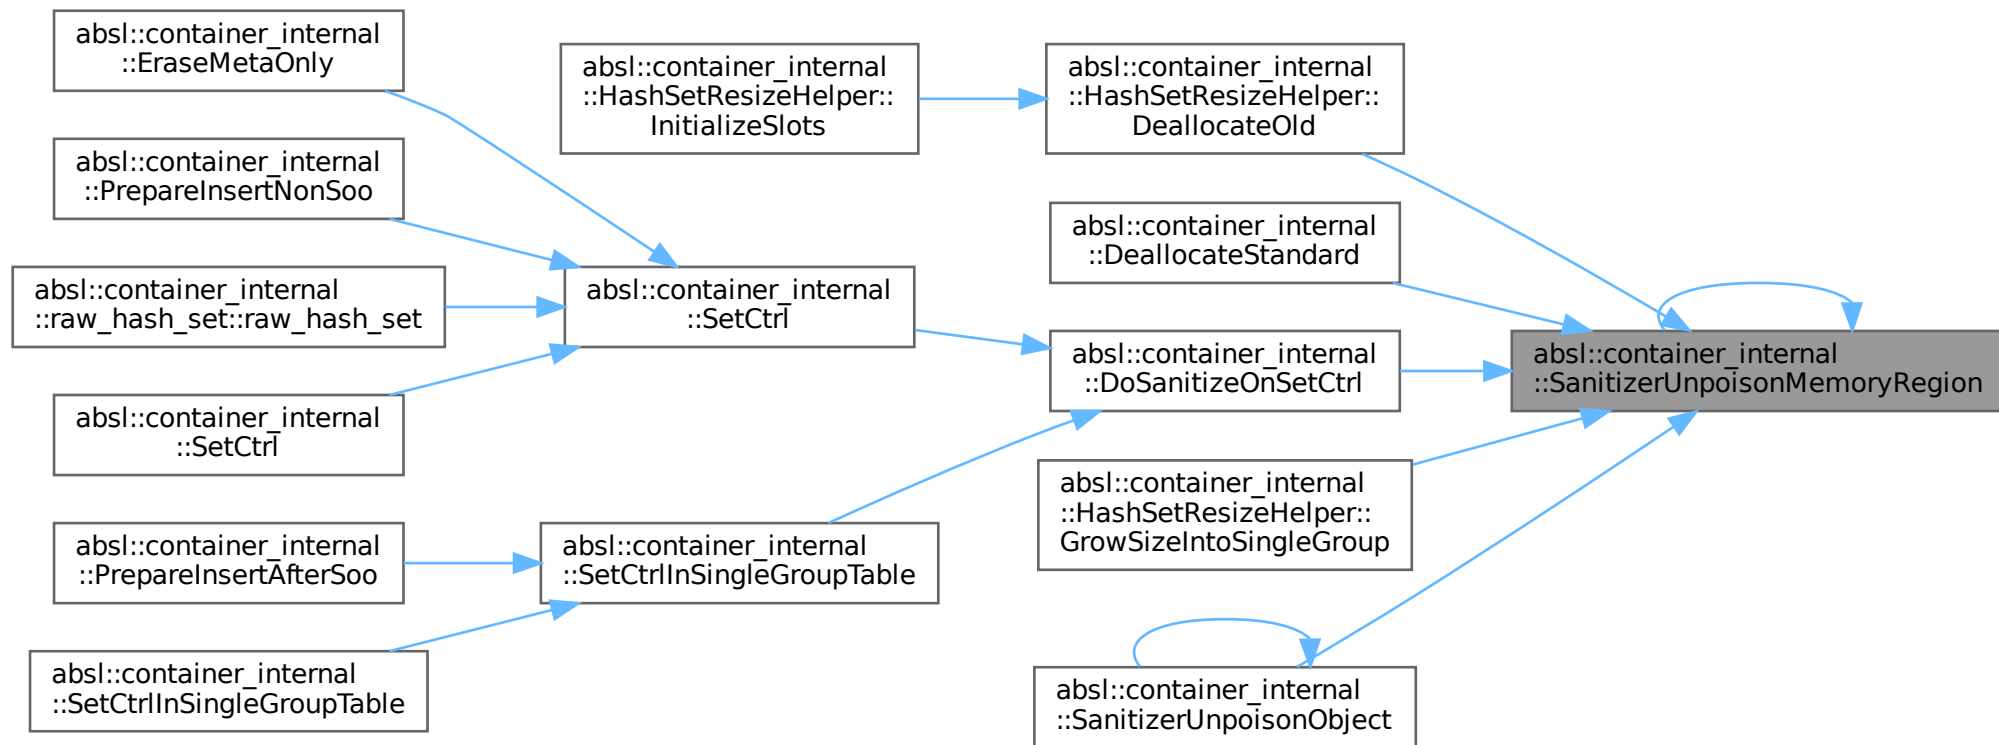 absl::container_internal
::EraseMetaOnly
absl::container_internal
::PrepareInsertNonSoo
absl::container_internal
::raw_hash_set::raw_hash_set
absl::container_internal
::SetCtrl
absl::container_internal
::PrepareInsertAfterSoo
absl::container_internal
::SetCtrlInSingleGroupTable
absl::container_internal
::HashSetResizeHelper::
InitializeSlots
absl::container_internal
::SetCtrl
absl::container_internal
::SetCtrlInSingleGroupTable
absl::container_internal
::HashSetResizeHelper::
DeallocateOld
absl::container_internal
::DeallocateStandard
absl::container_internal
::DoSanitizeOnSetCtrl
absl::container_internal
::HashSetResizeHelper::
GrowSizeIntoSingleGroup
absl::container_internal
::SanitizerUnpoisonObject
absl::container_internal
::SanitizerUnpoisonMemoryRegion